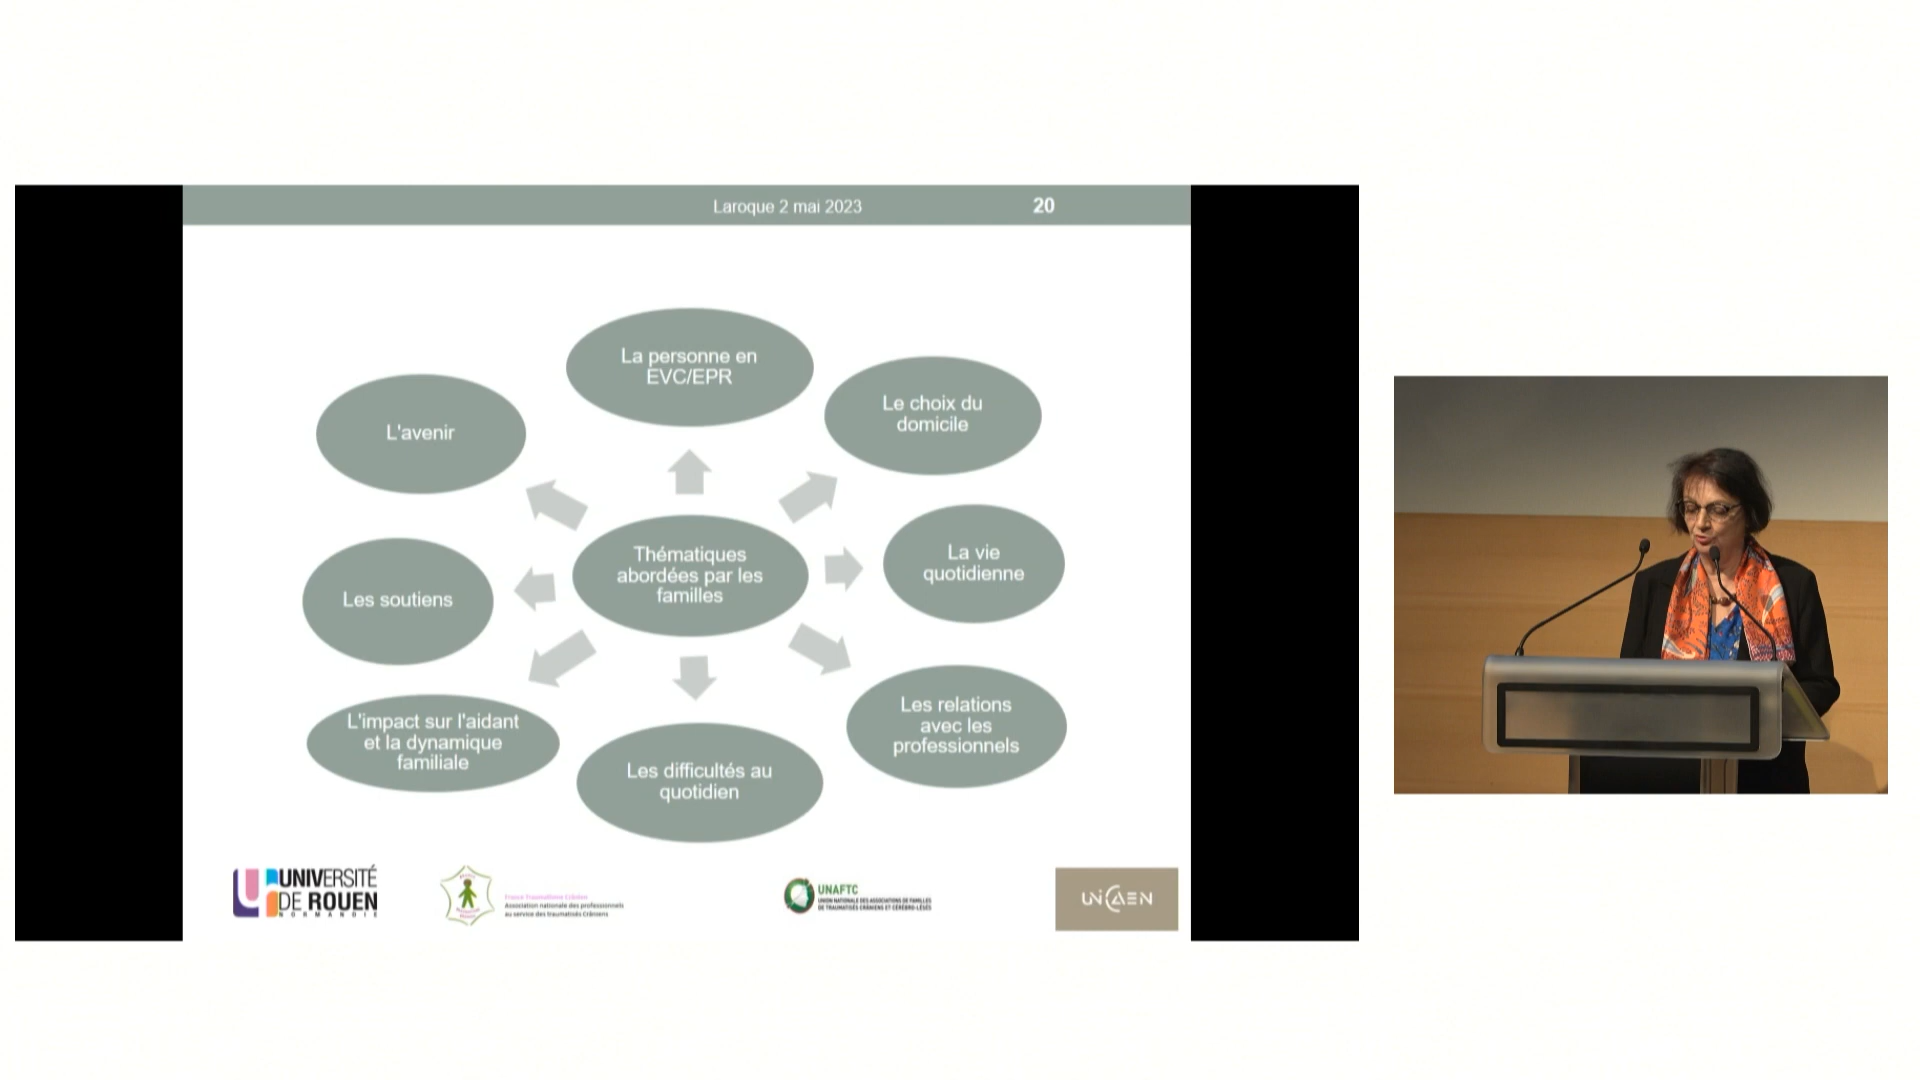 Laroque 2 mai 2023
20
La personne en
EVC/EPR
Le choix du
domicile
L'avenir
Thématiques
abordées par les
familles
La vie
quotidienne
Les soutiens
Les relations
avec les
professionnels
L'impact sur l'aidant
et la dynamique
familiale
Les difficultés au
quotidien
UNIVERSITÉ
DE ROUEN
NORMANDIE
France Traumatisme Crânien
Association nationale des professionnels
au service des traumatisés Crâniens
UNAFTC
UNION NATIONALE DES ASSOCIATIONS DE FAMILLES
DE TRAUMATISÉS CRÂNIENS ET CÉRÉBRO-LÉSÉS
UNICAEN